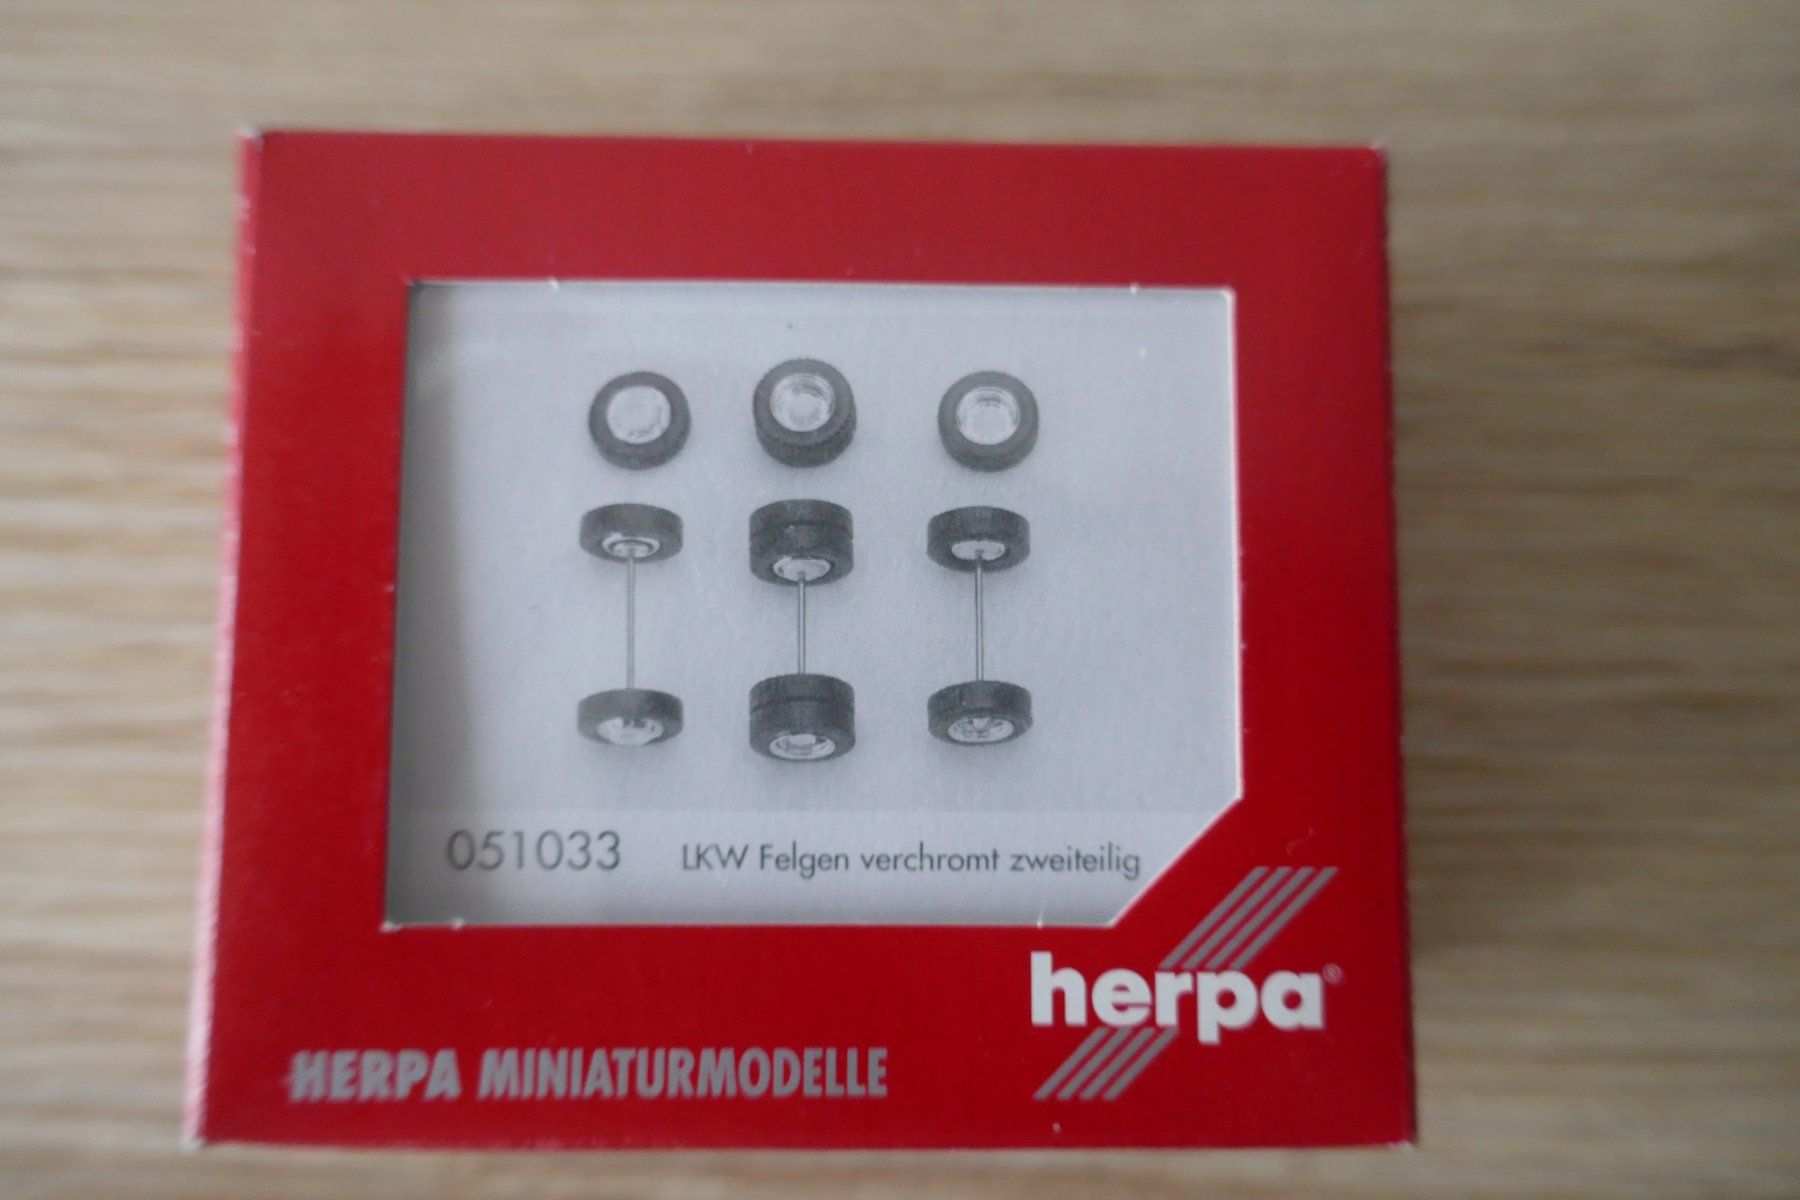 051033 LKW Felgen verchromt zweiteilig
herpa®
HERPA MINIATURMODELLE